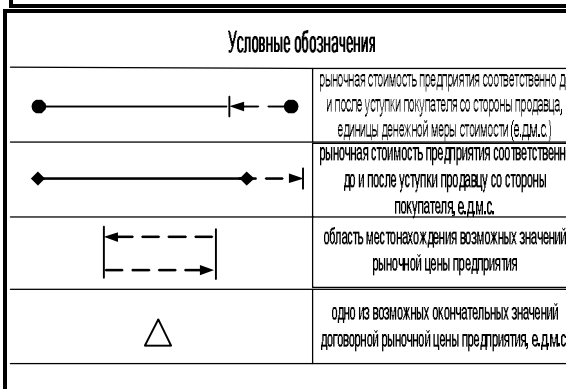 Условные обозначения
рыночная стоимость предприятия соответственно д
и после уступки покупателя со стороны продавца,
единицы денежной меры стоимости (е.д.м.с.)
рыночная стоимость предприятия соответственн
до и после уступки продавцу со стороны
покупателя, е.д.м.с.
область местонахождения возможных значений
рыночной цены предприятия
одно из возможных окончательных значений
договорной рыночной цены предприятия, е.д.м.с